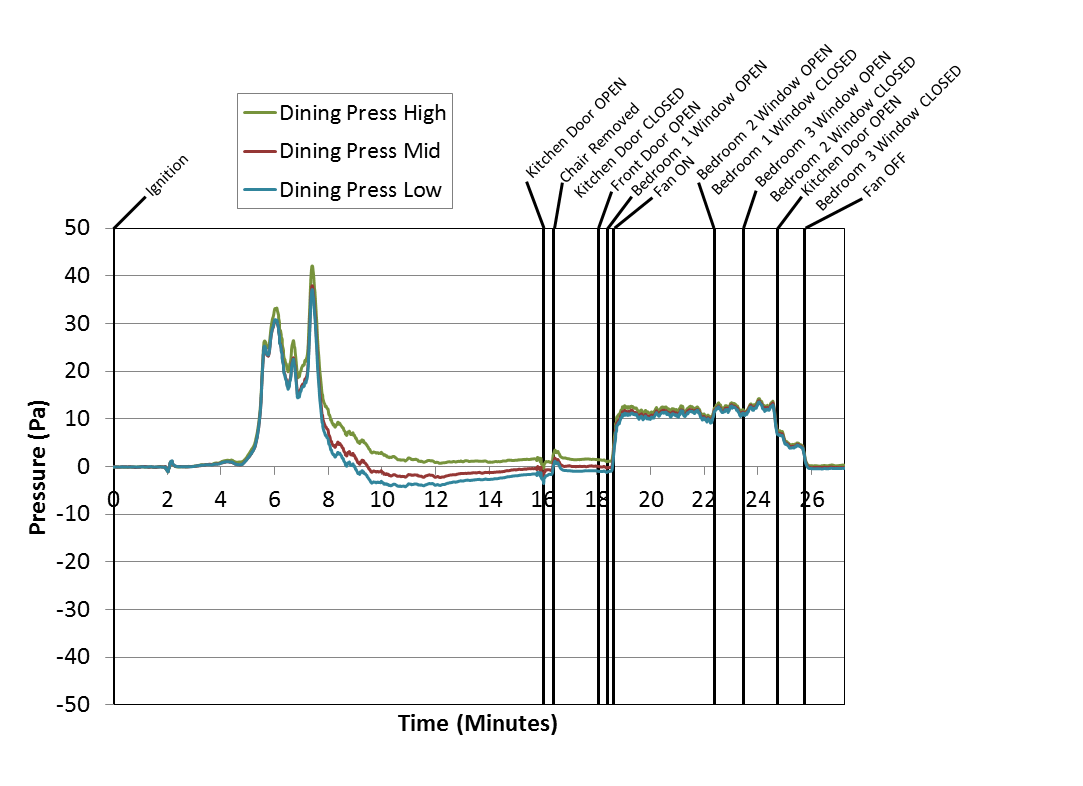 Kitchen Door OPEN
Chair Removed
Kitchen Door CLOSED
Front Door OPEN
Bedroom 1 Window OPEN
Fan ON
Bedroom 2 Window OPEN
Bedroom 1 Window CLOSED
Bedroom 3 Window OPEN
Bedroom 2 Window CLOSED
Kitchen Door OPEN
Bedroom 3 Window CLOSED
Fan OFF
Ignition
Dining Press High
Dining Press Mid
Dining Press Low
50
40
30
20
10
0
-10
-20
-30
-40
-50
Pressure (Pa)
0 2 4 6 8 10 12 14 16 18 20 22 24 26
Time (Minutes)